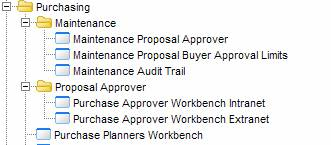 Purchasing
Maintenance
Maintenance Proposal Approver
Maintenance Proposal Buyer Approval Limits
Maintenance Audit Trail
Proposal Approver
Purchase Approver Workbench Intranet
Purchase Approver Workbench Extranet
Purchase Planners Workbench